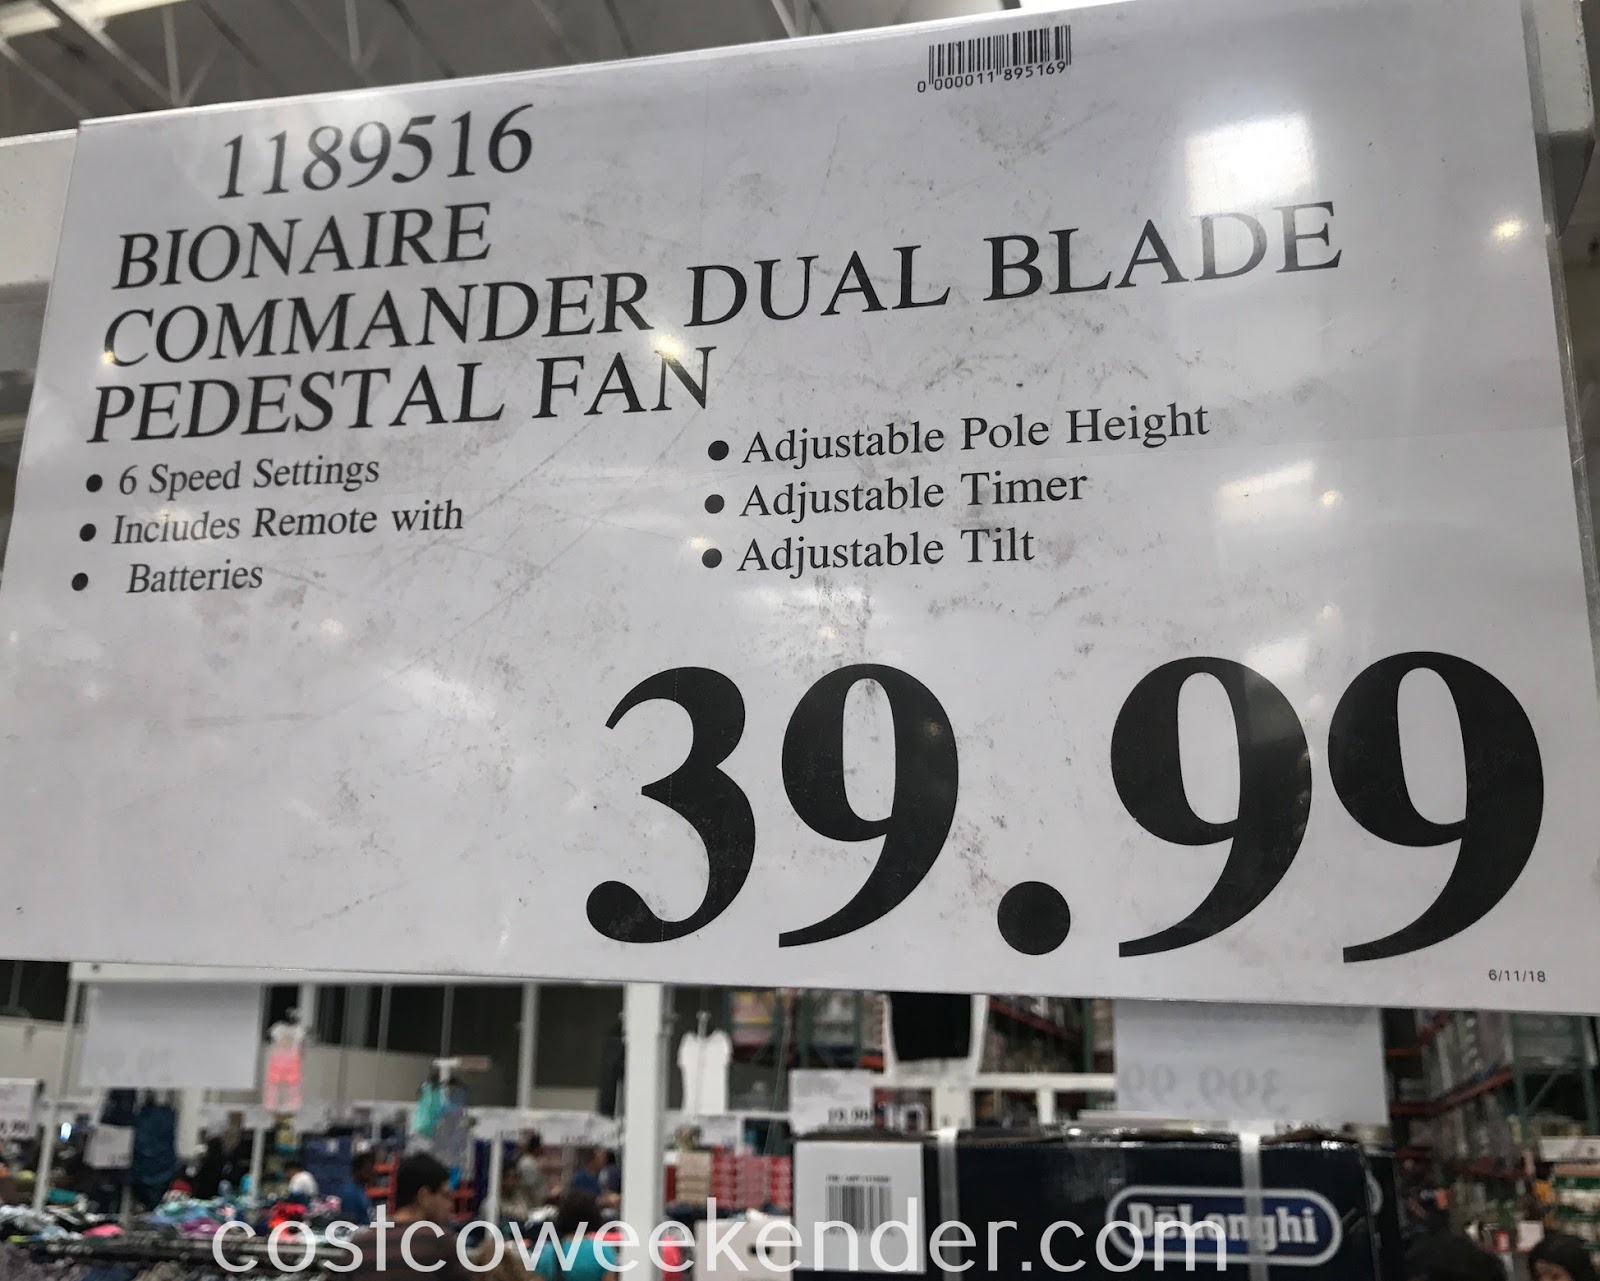 0 000011 895169
1189516
BIONAIRE
COMMANDER DUAL BLADE
PEDESTAL FAN
• 6 Speed Settings
• Includes Remote with
• Batteries
• Adjustable Pole Height
• Adjustable Timer
• Adjustable Tilt
39.99
6/11/18
DeLonghi
costcoweekender.com